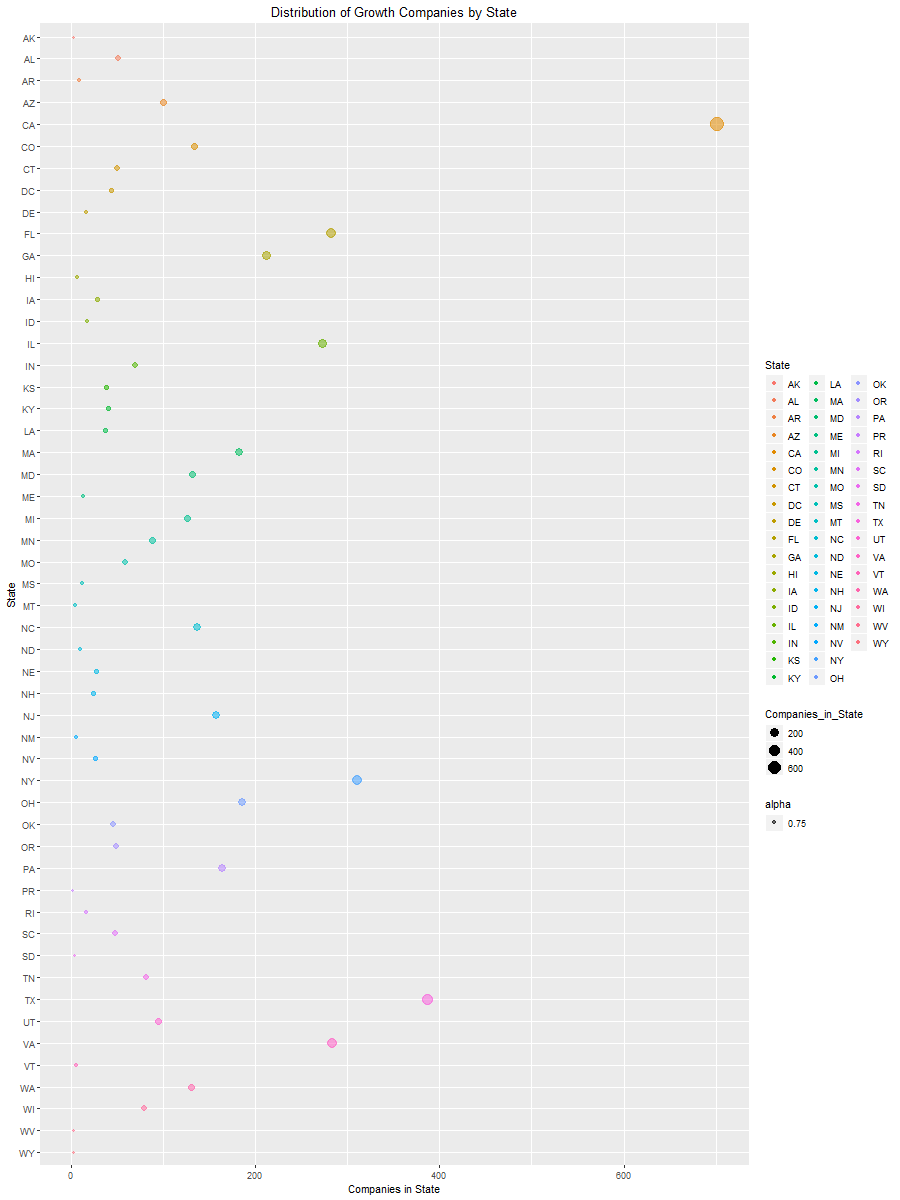 Distribution of Growth Companies by State
State
AK
AL
AR
AZ
CA
CO
CT
DC
DE
FL
GA
HI
IA
ID
IL
IN
KS
KY
LA
MA
MD
ME
MI
MN
MO
MS
MT
NC
ND
NE
NH
NJ
NM
NV
NY
OH
OK
OR
PA
PR
RI
SC
SD
TN
TX
UT
VA
VT
WA
WI
WV
WY
0 200 400 600
Companies in State
State
AK LA OK
AL MA OR
AR MD PA
AZ ME PR
CA MI RI
CO MN SC
CT MO SD
DC MS TN
DE MT TX
FL NC UT
GA ND VA
HI NE VT
IA NH WA
ID NJ WI
IL NM WV
IN NV WY
KS NY
KY OH
Companies_in_State
200
400
600
alpha
0.75